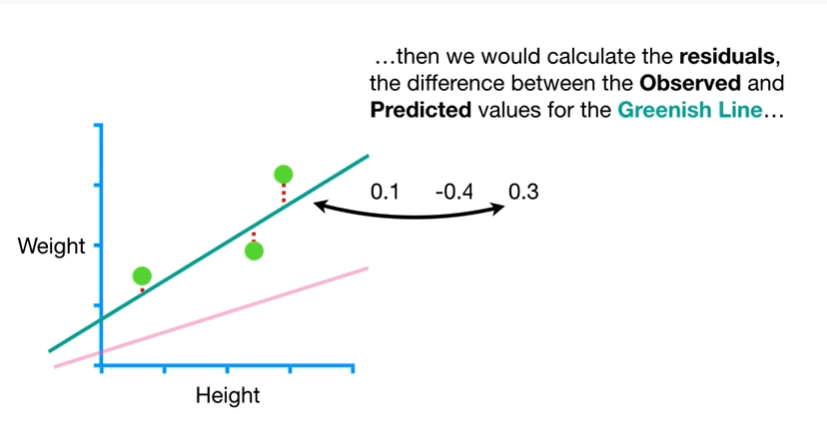 ...then we would calculate the residuals,
the difference between the Observed and
Predicted values for the Greenish Line...
0.1 -0.4 0.3
Weight
Height